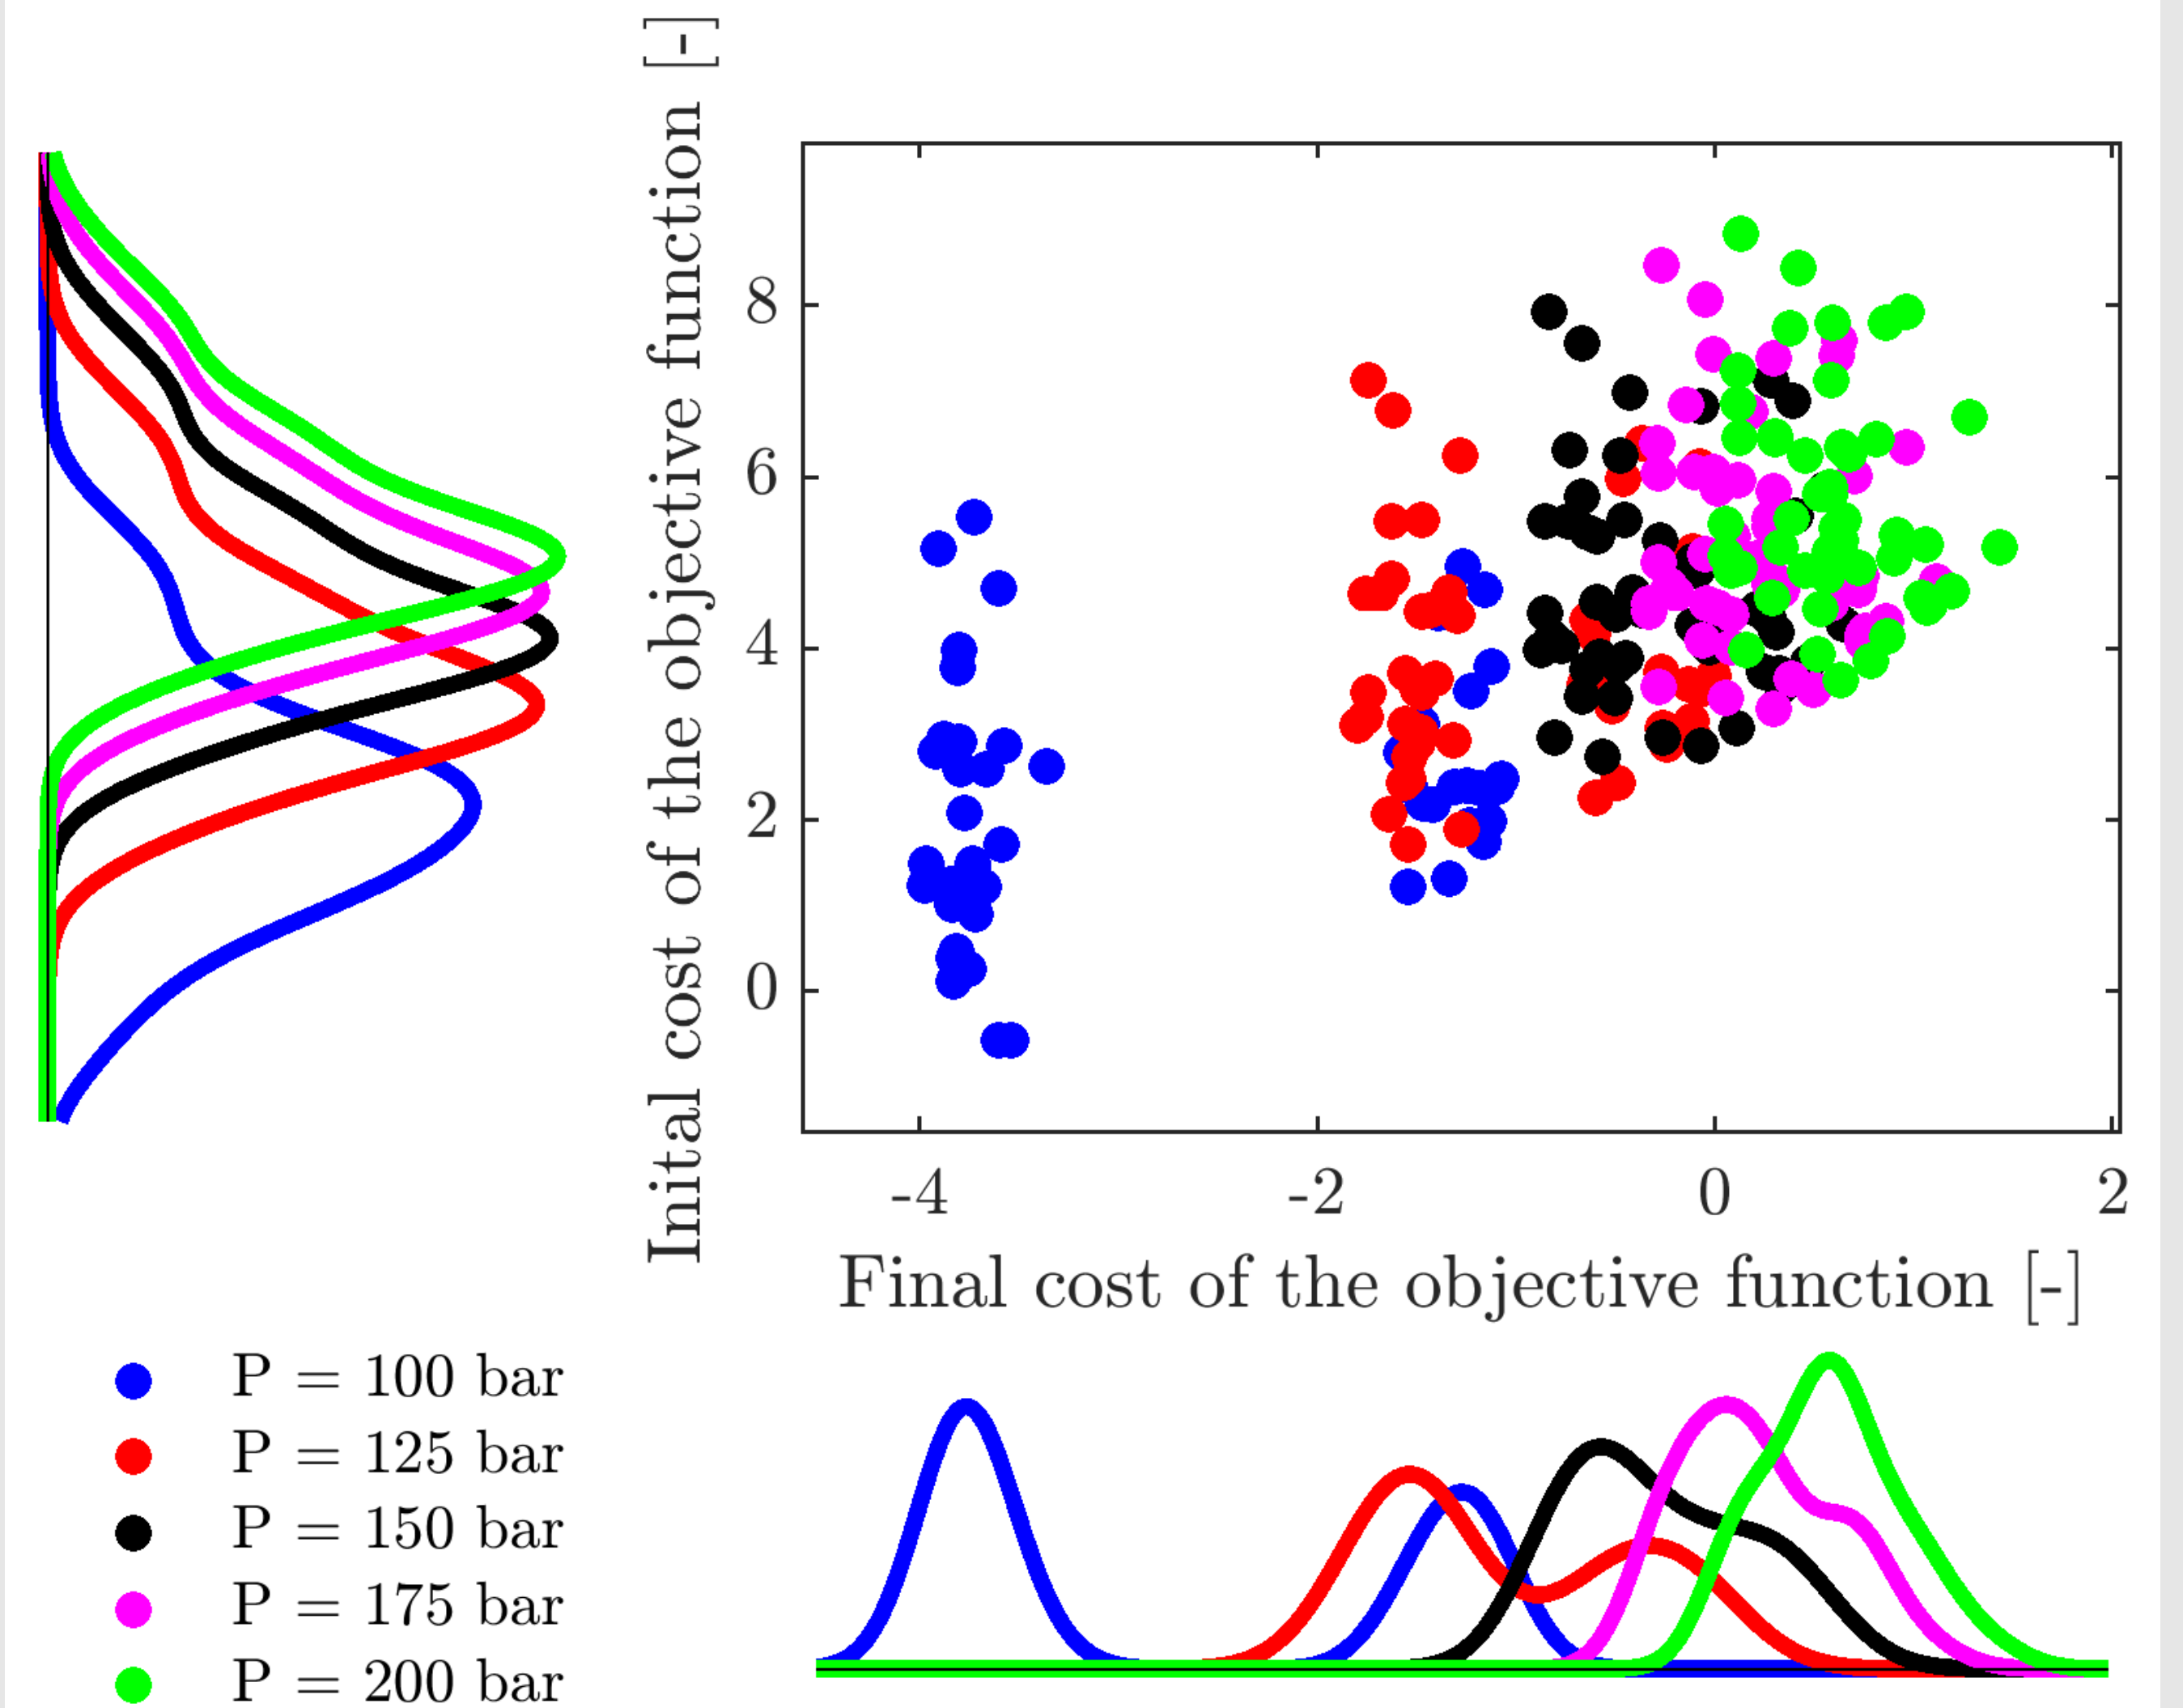 Inital cost of the objective function [-]
8
6
4
2
0
-4 -2 0 2
Final cost of the objective function [-]
P = 100 bar
P = 125 bar
P = 150 bar
P = 175 bar
P = 200 bar